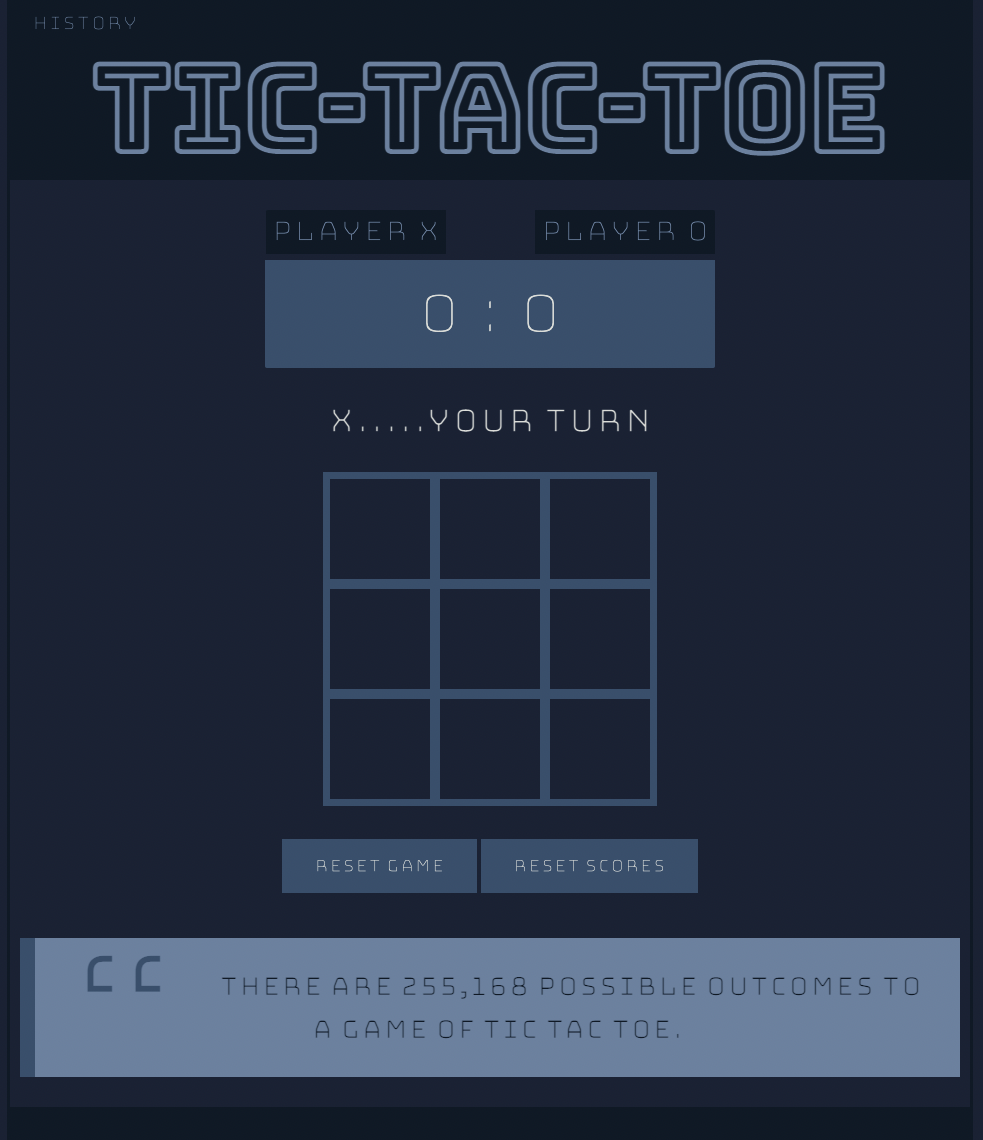 HISTORY
TIC-TAC-TOE
PLAYER X PLAYER O
0 : 0
X.....YOUR TURN
RESET GAME RESET SCORES
“ THERE ARE 255,168 POSSIBLE OUTCOMES TO
A GAME OF TIC TAC TOE.